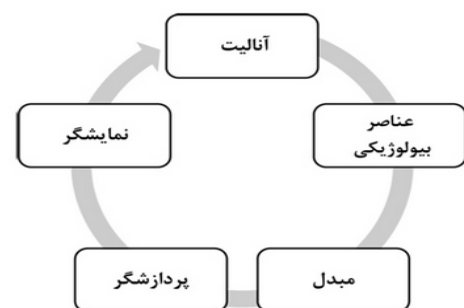 آنالیت
عناصر
بیولوژیکی
مبدل
پردازشگر
نمایشگر